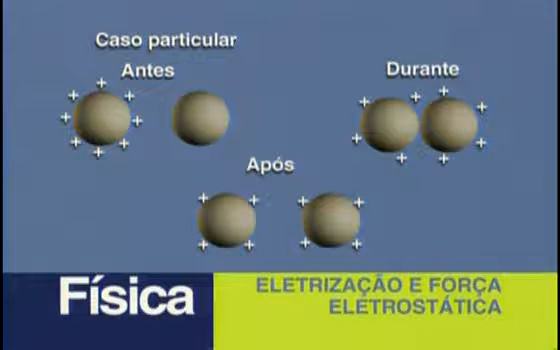 Caso particular
Antes
Durante
Após
Física
ELETRIZAÇÃO E FORÇA
ELETROSTÁTICA